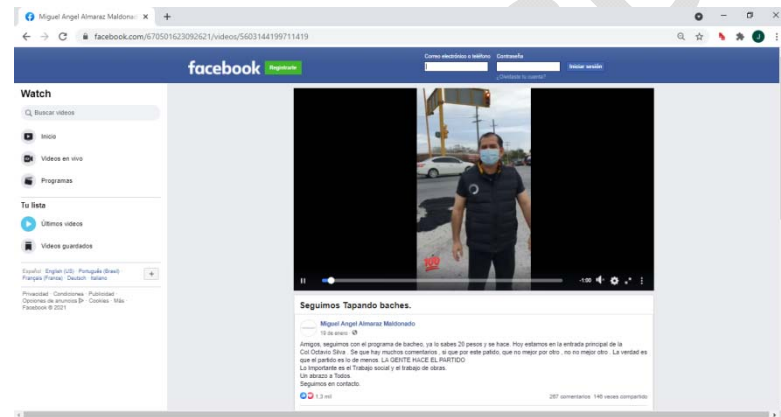 Miguel Angel Almaraz Maldonad
facebook.com/670501623092621/videos/5603144199711419
facebook
Registrarte
Correo electrónico o teléfono
Contraseña
Iniciar sesión
¿Olvidaste tu cuenta?
Watch
Buscar videos
Inicio
Videos en vivo
Programas
Tu lista
Últimos videos
Videos guardados
Español · English (US) · Português (Brasil) ·
Français (France) · Deutsch · Italiano
Privacidad · Condiciones · Publicidad ·
Opciones de anuncios · Cookies · Más ·
Facebook © 2021
100
-1:00
Seguimos Tapando baches.
Miguel Angel Almaraz Maldonado
15 de enero
Amigos, seguimos con el programa de bacheo, ya lo sabes 20 pesos y se hace. Hoy estamos en la entrada principal de la
Col.Octavio Silva . Se que hay muchos comentarios , si que por este patido, que no mejor por otro , no no mejor otro . La verdad es
que el partido es lo de menos. LA GENTE HACE EL PARTIDO
Lo Importante es el Trabajo social y el trabajo de obras.
Un abrazo a Todos.
Seguimos en contacto.
1.3 mil
287 comentarios 146 veces compartido